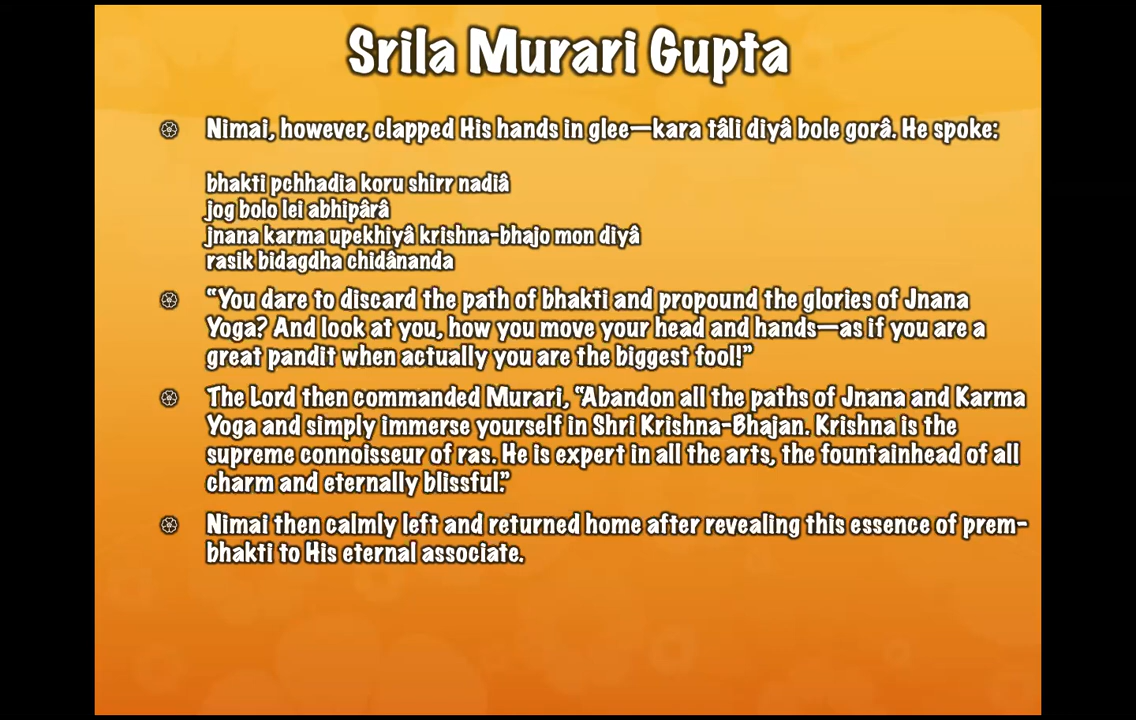 Srila Murari Gupta
Nimai, however, clapped His hands in glee—kara tâli diyâ bole gorâ. He spoke:
bhakti pchhadia koru shirr nadiâ
jog bolo lei abhipârâ
jnana karma upekhiyâ krishna-bhajo mon diyâ
rasik bidagdha chidânanda
“You dare to discard the path of bhakti and propound the glories of Jnana
Yoga? And look at you, how you move your head and hands—as if you are a
great pandit when actually you are the biggest fool!”
The Lord then commanded Murari, “Abandon all the paths of Jnana and Karma
Yoga and simply immerse yourself in Shri Krishna-Bhajan. Krishna is the
supreme connoisseur of ras. He is expert in all the arts, the fountainhead of all
charm and eternally blissful.”
Nimai then calmly left and returned home after revealing this essence of prem-
bhakti to His eternal associate.